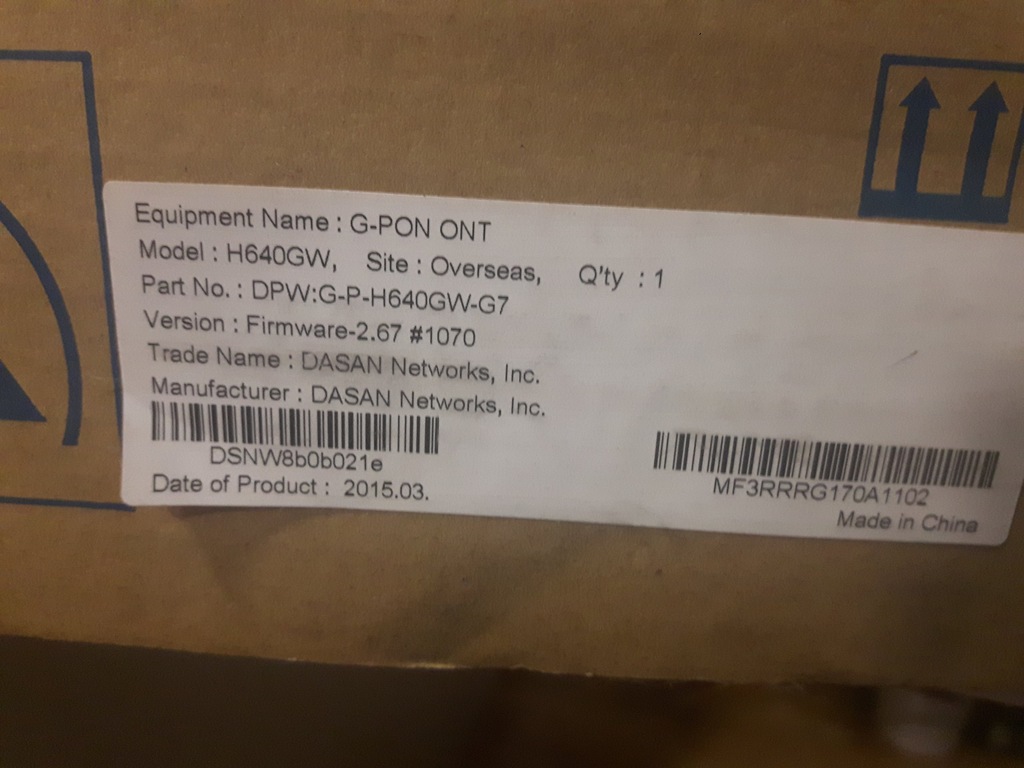 Equipment Name : G-PON ONT
Model : H640GW, Site : Overseas, Q'ty : 1
Part No. : DPW:G-P-H640GW-G7
Version : Firmware-2.67 #1070
Trade Name : DASAN Networks, Inc.
Manufacturer : DASAN Networks, Inc.
DSNW8b0b021e
MF3RRRG170A1102
Date of Product : 2015.03.
Made in China